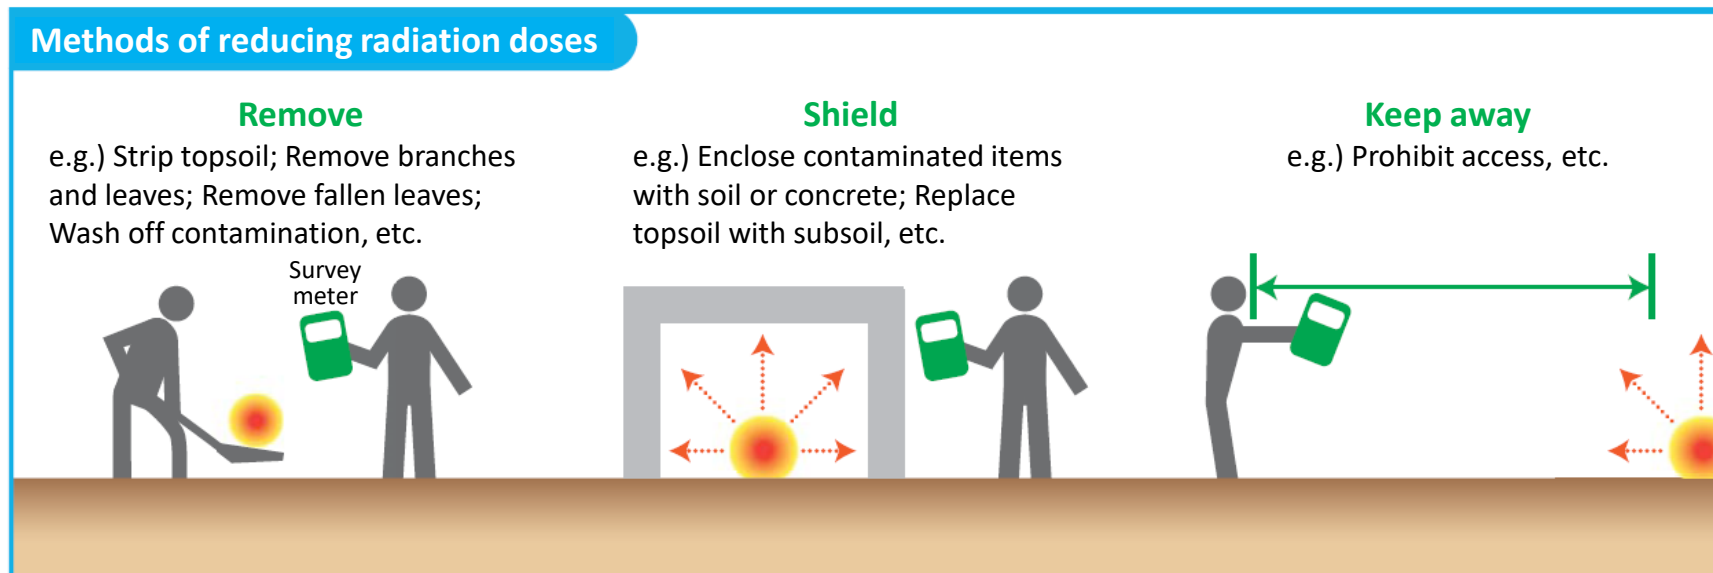 Methods of reducing radiation doses
Remove
e.g.) Strip topsoil; Remove branches
and leaves; Remove fallen leaves;
Wash off contamination, etc.
Survey
meter
Shield
e.g.) Enclose contaminated items
with soil or concrete; Replace
topsoil with subsoil, etc.
Keep away
e.g.) Prohibit access, etc.